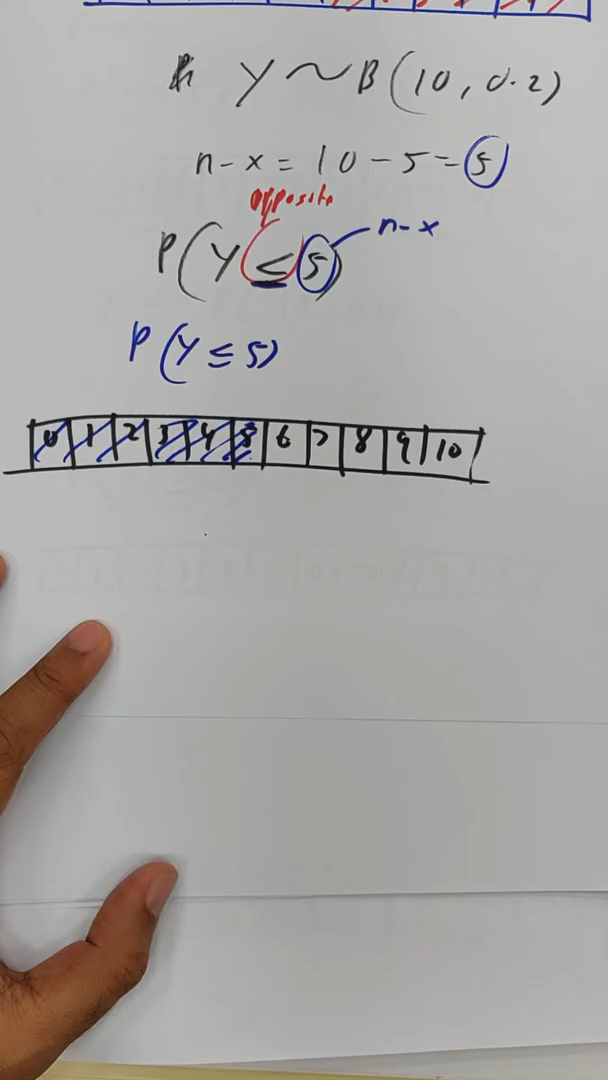 Y ~ B(10, 0.2)
n - x = 10 - 5 = 5
opposite
P(Y ≤ 5)
n - x
P(Y ≤ 5)
0 1 2 3 4 5 6 7 8 9 10